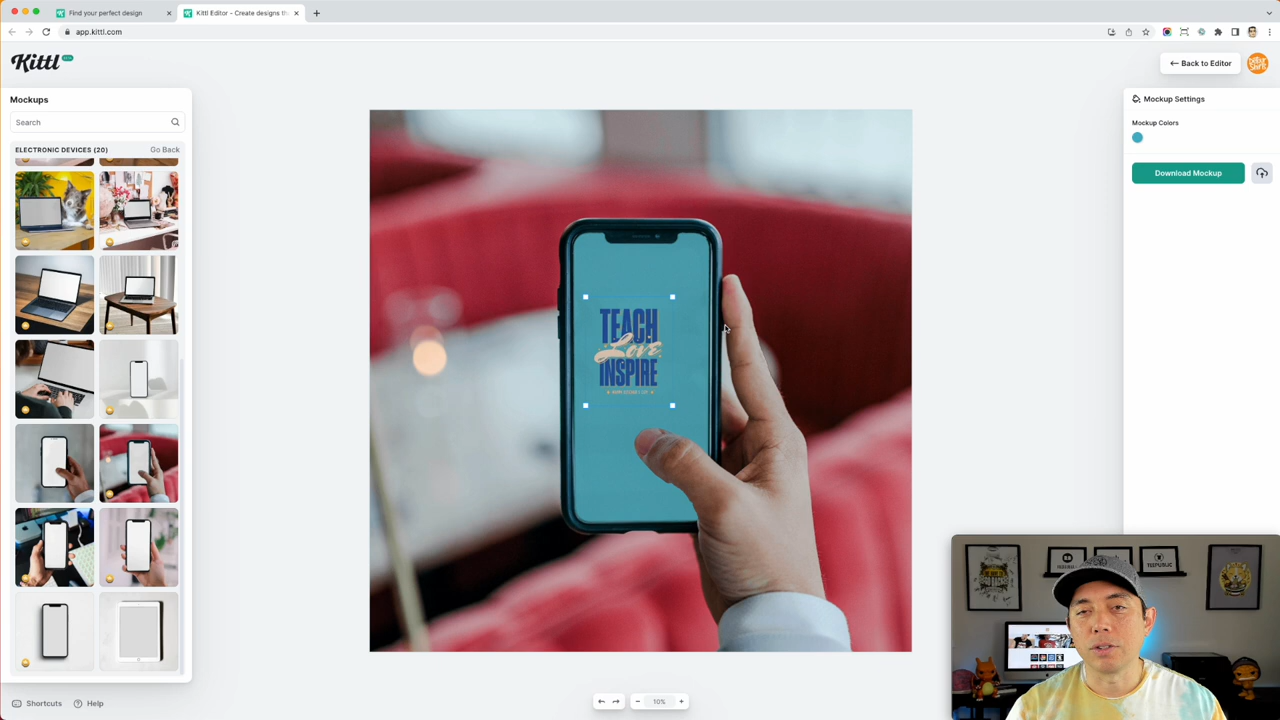 Find your perfect design
Kittl Editor - Create designs th
app.kittl.com
Kittl
Back to Editor
Mockups
Search
ELECTRONIC DEVICES (20)
Go Back
Mockup Settings
Mockup Colors
Download Mockup
TEACH
Love
INSPIRE
TEEPUBLIC
Shortcuts
Help
10%